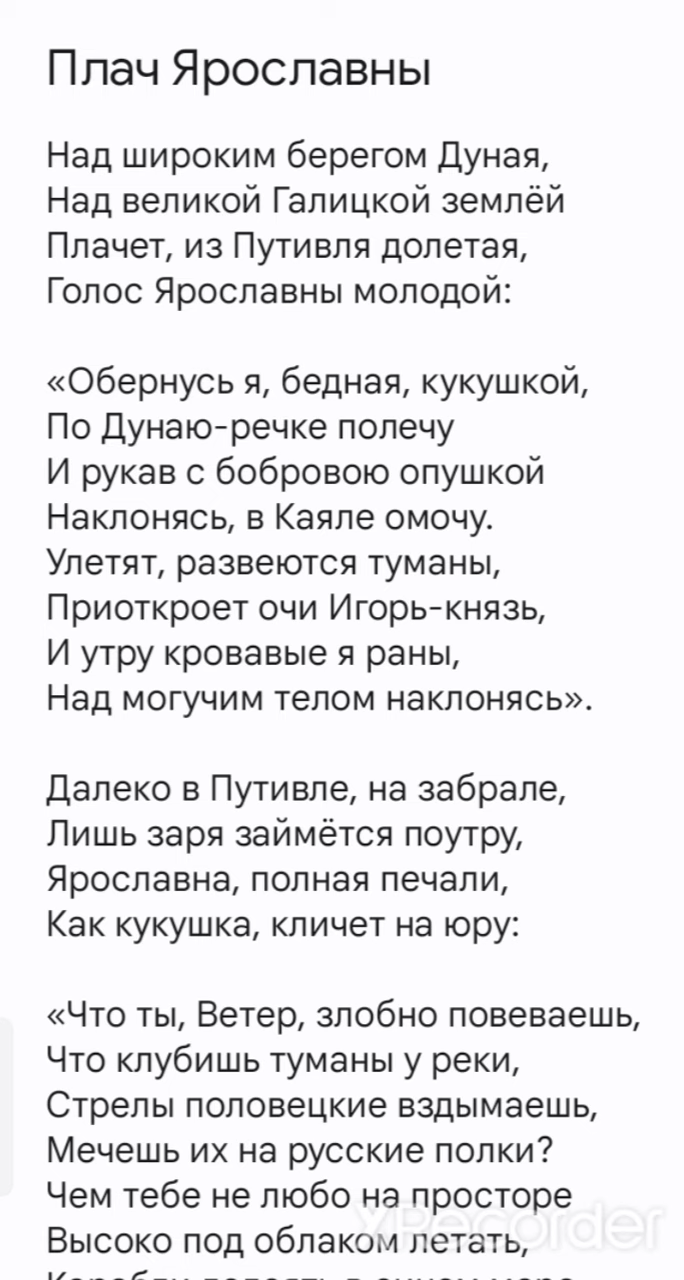 Плач Ярославны
Над широким берегом Дуная,
Над великой Галицкой землёй
Плачет, из Путивля долетая,
Голос Ярославны молодой:
«Обернусь я, бедная, кукушкой,
По Дунаю-речке полечу
И рукав с бобровою опушкой
Наклонясь, в Каяле омочу.
Улетят, развеются туманы,
Приоткроет очи Игорь-князь,
И утру кровавые я раны,
Над могучим телом наклонясь».
Далеко в Путивле, на забрале,
Лишь заря займётся поутру,
Ярославна, полная печали,
Как кукушка, кличет на юру:
«Что ты, Ветер, злобно повеваешь,
Что клубишь туманы у реки,
Стрелы половецкие вздымаешь,
Мечешь их на русские полки?
Чем тебе не любо на просторе
XRecorder
Высоко под облаком летать,